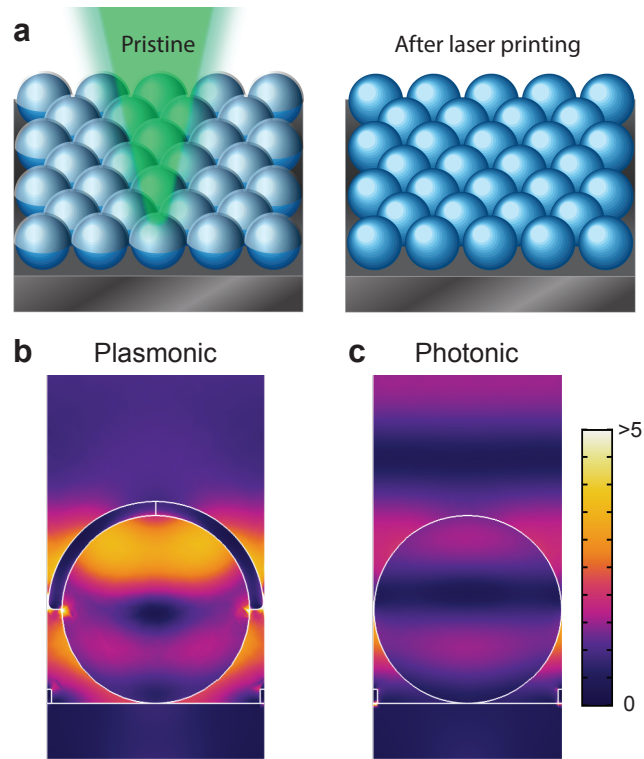 a
Pristine
After laser printing
b
Plasmonic
c
Photonic
>5
0